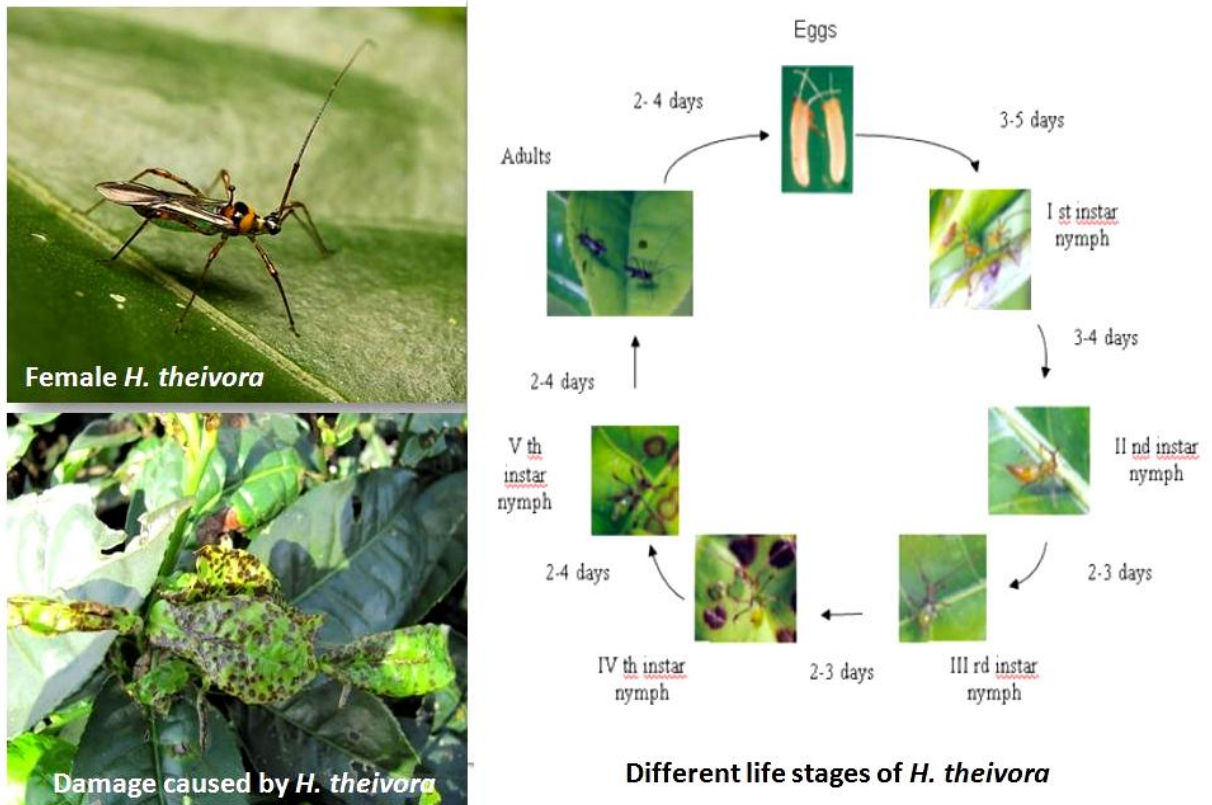 Female H. theivora
Damage caused by H. theivora
Eggs
2- 4 days
3-5 days
Adults
I st instar
nymph
3-4 days
2-4 days
V th
instar
nymph
II nd instar
nymph
2-4 days
2-3 days
IV th instar
nymph
2-3 days
III rd instar
nymph
Different life stages of H. theivora